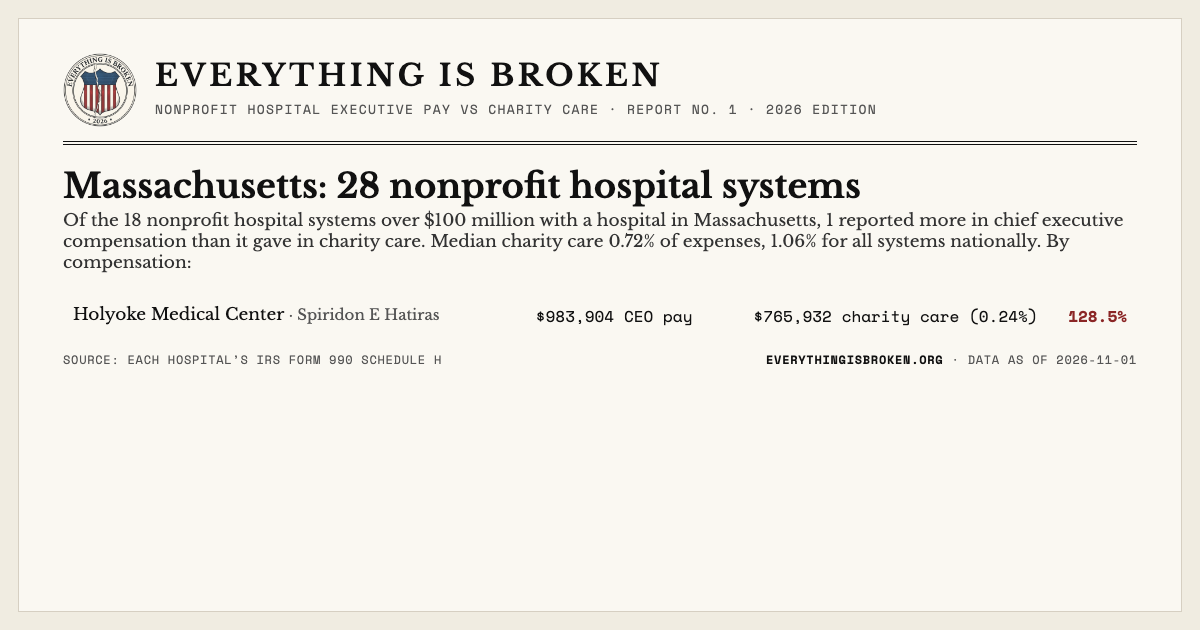 EVERYTHING IS BROKEN
· 2026 ·
EVERYTHING IS BROKEN
NONPROFIT HOSPITAL EXECUTIVE PAY VS CHARITY CARE · REPORT NO. 1 · 2026 EDITION
Massachusetts: 28 nonprofit hospital systems
Of the 18 nonprofit hospital systems over $100 million with a hospital in Massachusetts, 1 reported more in chief executive
compensation than it gave in charity care. Median charity care 0.72% of expenses, 1.06% for all systems nationally. By
compensation:
Holyoke Medical Center · Spiridon E Hatiras $983,904 CEO pay $765,932 charity care (0.24%) 128.5%
SOURCE: EACH HOSPITAL’S IRS FORM 990 SCHEDULE H EVERYTHINGISBROKEN.ORG · DATA AS OF 2026-11-01